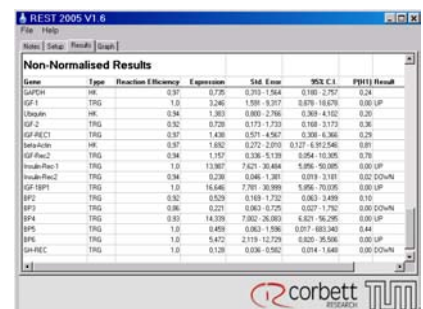 REST 2005 V1.6
File Help
Notes Setup Results Graph
Non-Normalised Results
Gene Type Reaction Efficiency Expression Std. Error 95% C.I. P(H1) Result
GAPDH HK 0,97 0,735 0,313 - 1,564 0,180 - 2,757 0,24
IGF-1 TRG 1,0 3,246 1,581 - 9,317 0,878 - 18,678 0,00 UP
Ubiquitin HK 0,94 1,383 0,800 - 2,766 0,369 - 4,102 0,20
IGF-2 TRG 0,92 0,728 0,173 - 1,733 0,168 - 3,173 0,36
IGF-REC1 TRG 0,97 1,438 0,571 - 4,567 0,308 - 6,366 0,29
beta-Actin HK 0,97 1,692 0,272 - 2,010 0,127 - 6.912,546 0,81
IGF-Rec2 TRG 0,94 1,157 0,336 - 5,139 0,054 - 10,305 0,78
Insulin-Rec-1 TRG 1,0 13,987 7,621 - 30,484 5,856 - 50,085 0,00 UP
Insulin-Rec2 TRG 1,0 0,238 0,046 - 1,381 0,019 - 3,181 0,02 DOWN
IGF-1BP1 TRG 1,0 16,646 7,781 - 30,999 5,856 - 70,035 0,00 UP
BP2 TRG 0,92 0,529 0,169 - 1,732 0,063 - 3,499 0,10
BP3 TRG 0,86 0,221 0,063 - 0,725 0,027 - 1,792 0,00 DOWN
BP4 TRG 0,93 14,339 7,002 - 26,083 6,821 - 56,295 0,00 UP
BP5 TRG 1,0 0,459 0,063 - 1,596 0,017 - 683,343 0,44
BP6 TRG 1,0 5,472 2,119 - 12,729 0,820 - 35,506 0,00 UP
GH-REC TRG 1,0 0,128 0,036 - 0,582 0,014 - 1,648 0,00 DOWN
corbett
RESEARCH
TUM